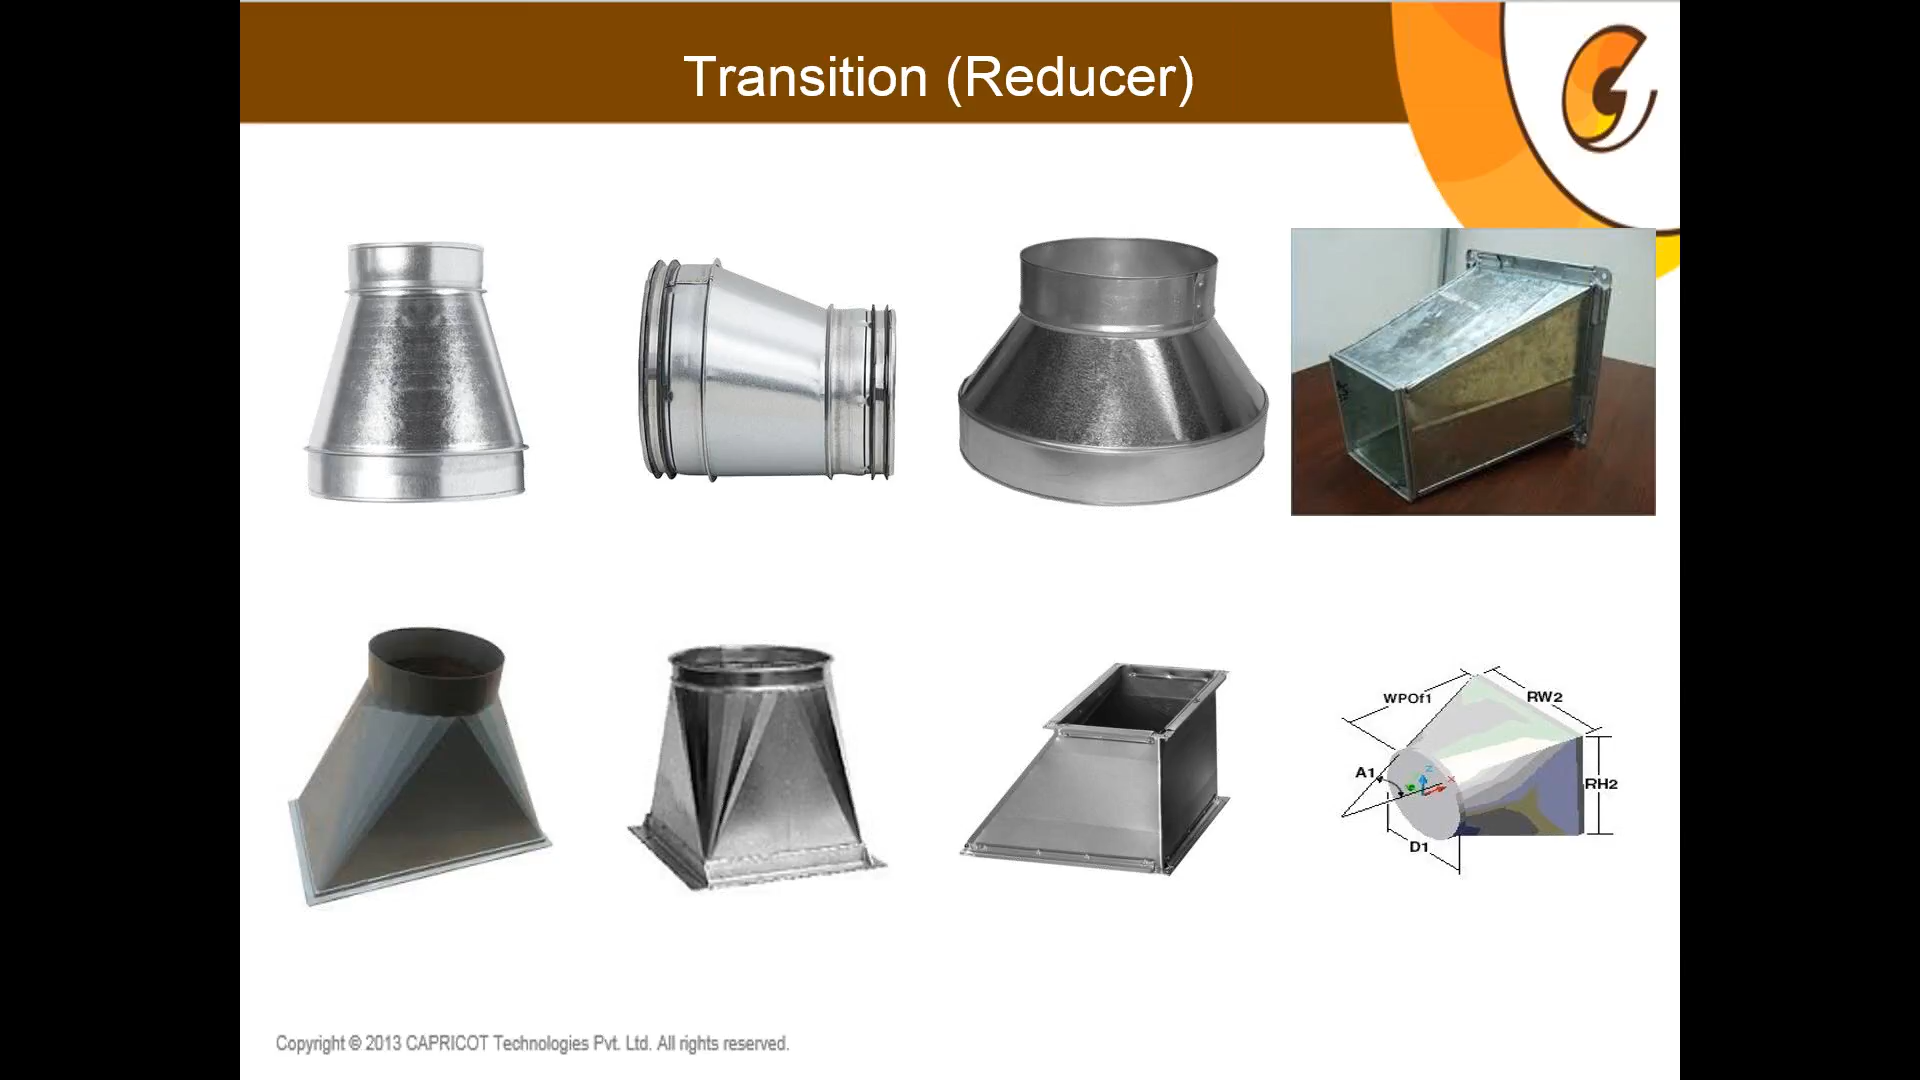 Transition (Reducer)
WPOf1
RW2
A1
Z
X
RH2
D1
Copyright © 2013 CAPRICOT Technologies Pvt. Ltd. All rights reserved.